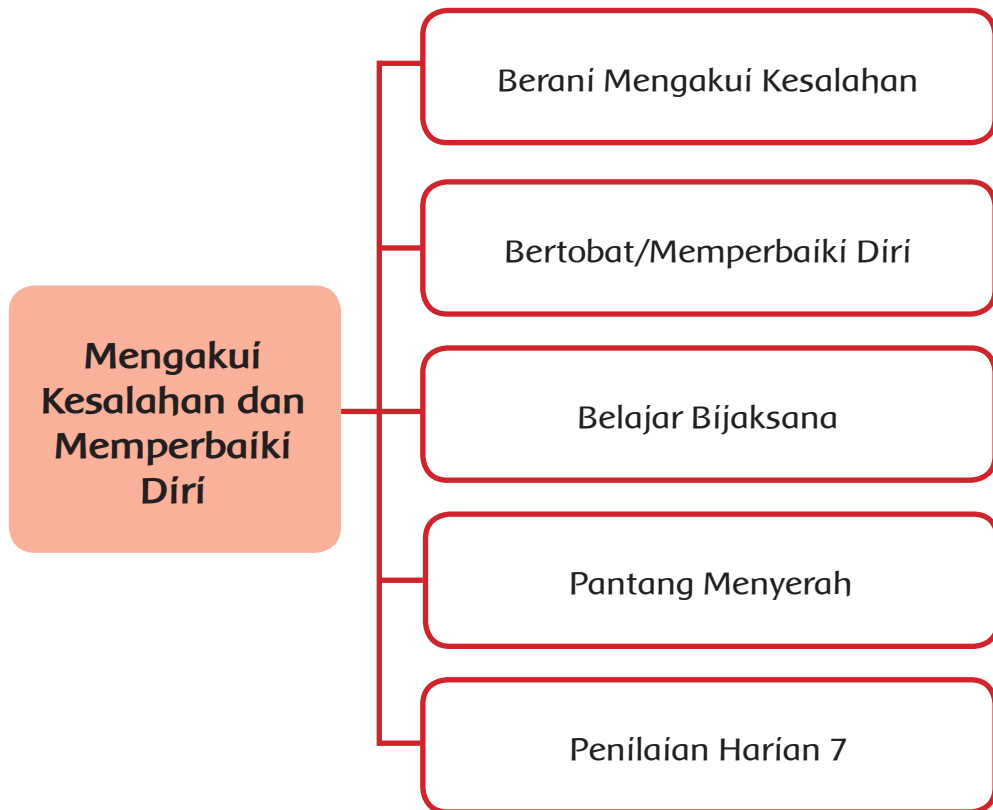 Mengakui
Kesalahan dan
Memperbaiki
Diri
Berani Mengakui Kesalahan
Bertobat/Memperbaiki Diri
Belajar Bijaksana
Pantang Menyerah
Penilaian Harian 7